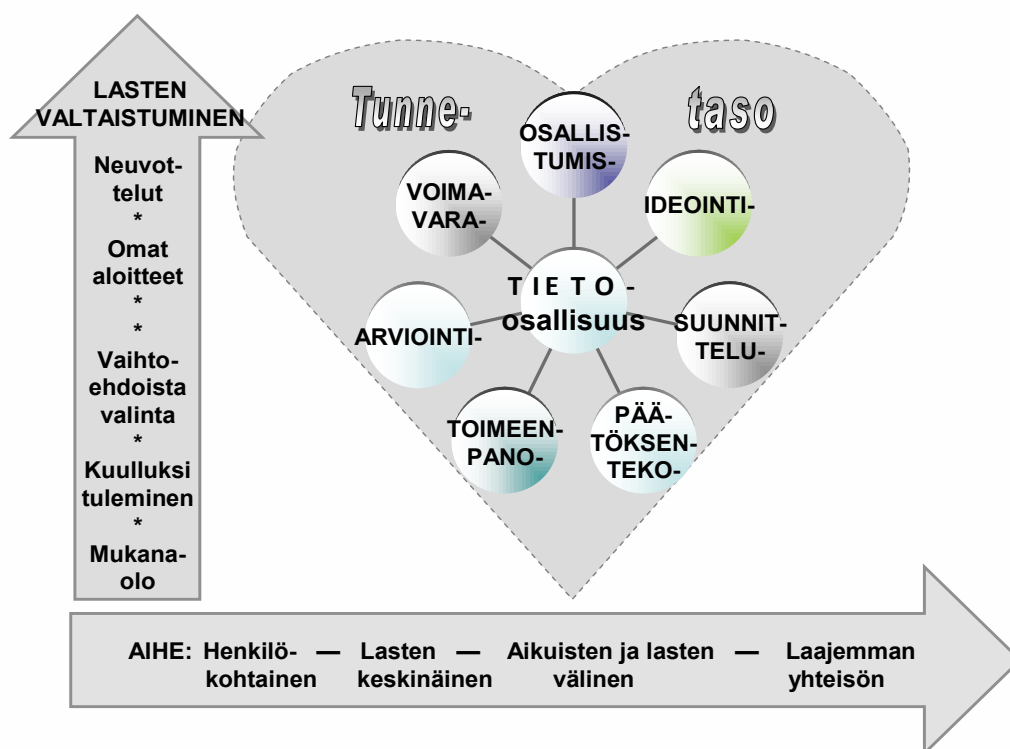 LASTEN
VALTAISTUMINEN
Neuvot-
telut
*
Omat
aloitteet
*
*
Vaihto-
ehdoista
valinta
*
Kuulluksi
tuleminen
*
Mukana-
olo
Tunne- taso
OSALLIS-
TUMIS-
VOIMA-
VARA-
IDEOINTI-
TIETO-
osallisuus
ARVIOINTI-
SUUNNIT-
TELU-
TOIMEEN-
PANO-
PÄÄ-
TÖKSEN-
TEKO-
AIHE: Henkilö- — Lasten — Aikuisten ja lasten — Laajemman
kohtainen keskinäinen välinen yhteisön